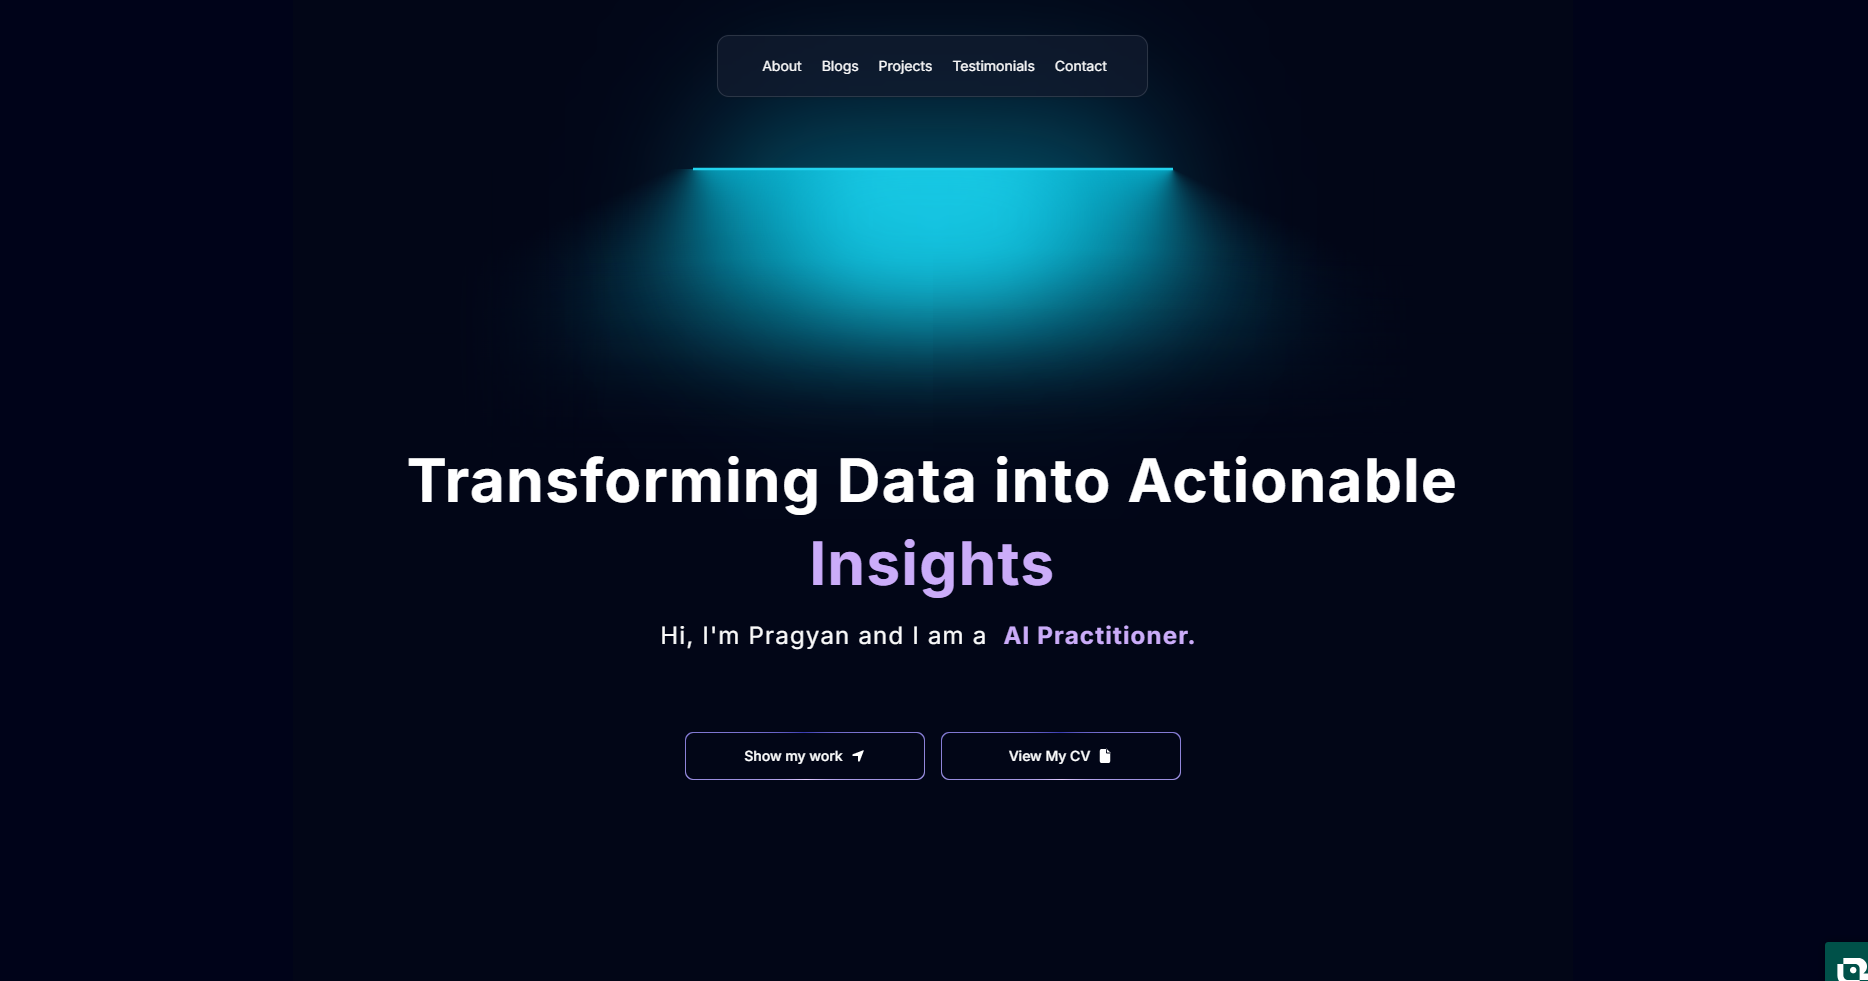 About Blogs Projects Testimonials Contact
Transforming Data into Actionable
Insights
Hi, I'm Pragyan and I am a AI Practitioner.
Show my work
View My CV